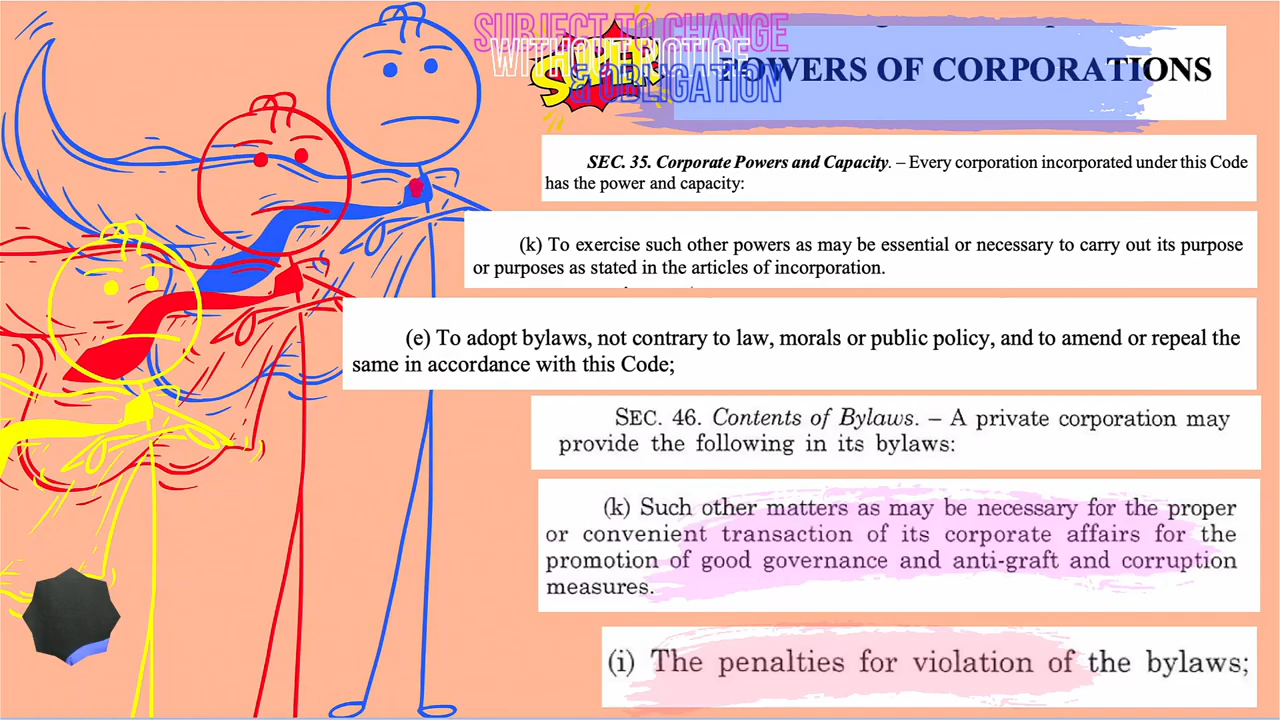 SUBJECT TO CHANGE
WITHOUT NOTICE
& OBLIGATION
SUPER
POWERS OF CORPORATIONS
SEC. 35. Corporate Powers and Capacity. – Every corporation incorporated under this Code
has the power and capacity:
(k) To exercise such other powers as may be essential or necessary to carry out its purpose
or purposes as stated in the articles of incorporation.
(e) To adopt bylaws, not contrary to law, morals or public policy, and to amend or repeal the
same in accordance with this Code;
SEC. 46. Contents of Bylaws. – A private corporation may
provide the following in its bylaws:
(k) Such other matters as may be necessary for the proper
or convenient transaction of its corporate affairs for the
promotion of good governance and anti-graft and corruption
measures.
(i) The penalties for violation of the bylaws;